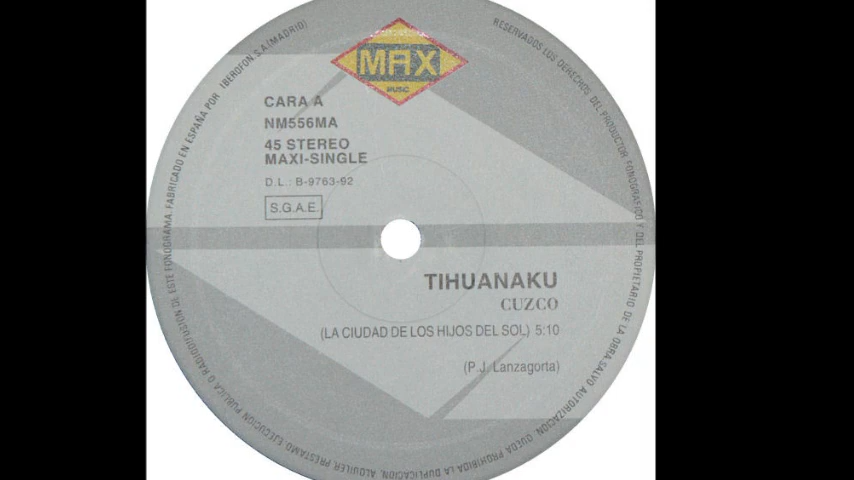 MAX
MUSIC
CARA A
NM556MA
45 STEREO
MAXI-SINGLE
D.L.: B-9763-92
S.G.A.E.
TIHUANAKU
CUZCO
(LA CIUDAD DE LOS HIJOS DEL SOL) 5:10
(P.J. Lanzagorta)
RESERVADOS LOS DERECHOS DEL PRODUCTOR FONOGRAFICO Y DEL PROPIETARIO DE LA OBRA. SALVO AUTORIZACION, QUEDA PROHIBIDA LA DUPLICACION, ALQUILER, PRESTAMO, EJECUCION PUBLICA O RADIODIFUSION DE ESTE FONOGRAMA. FABRICADO EN ESPAÑA POR IBEROFON, S.A. (MADRID)